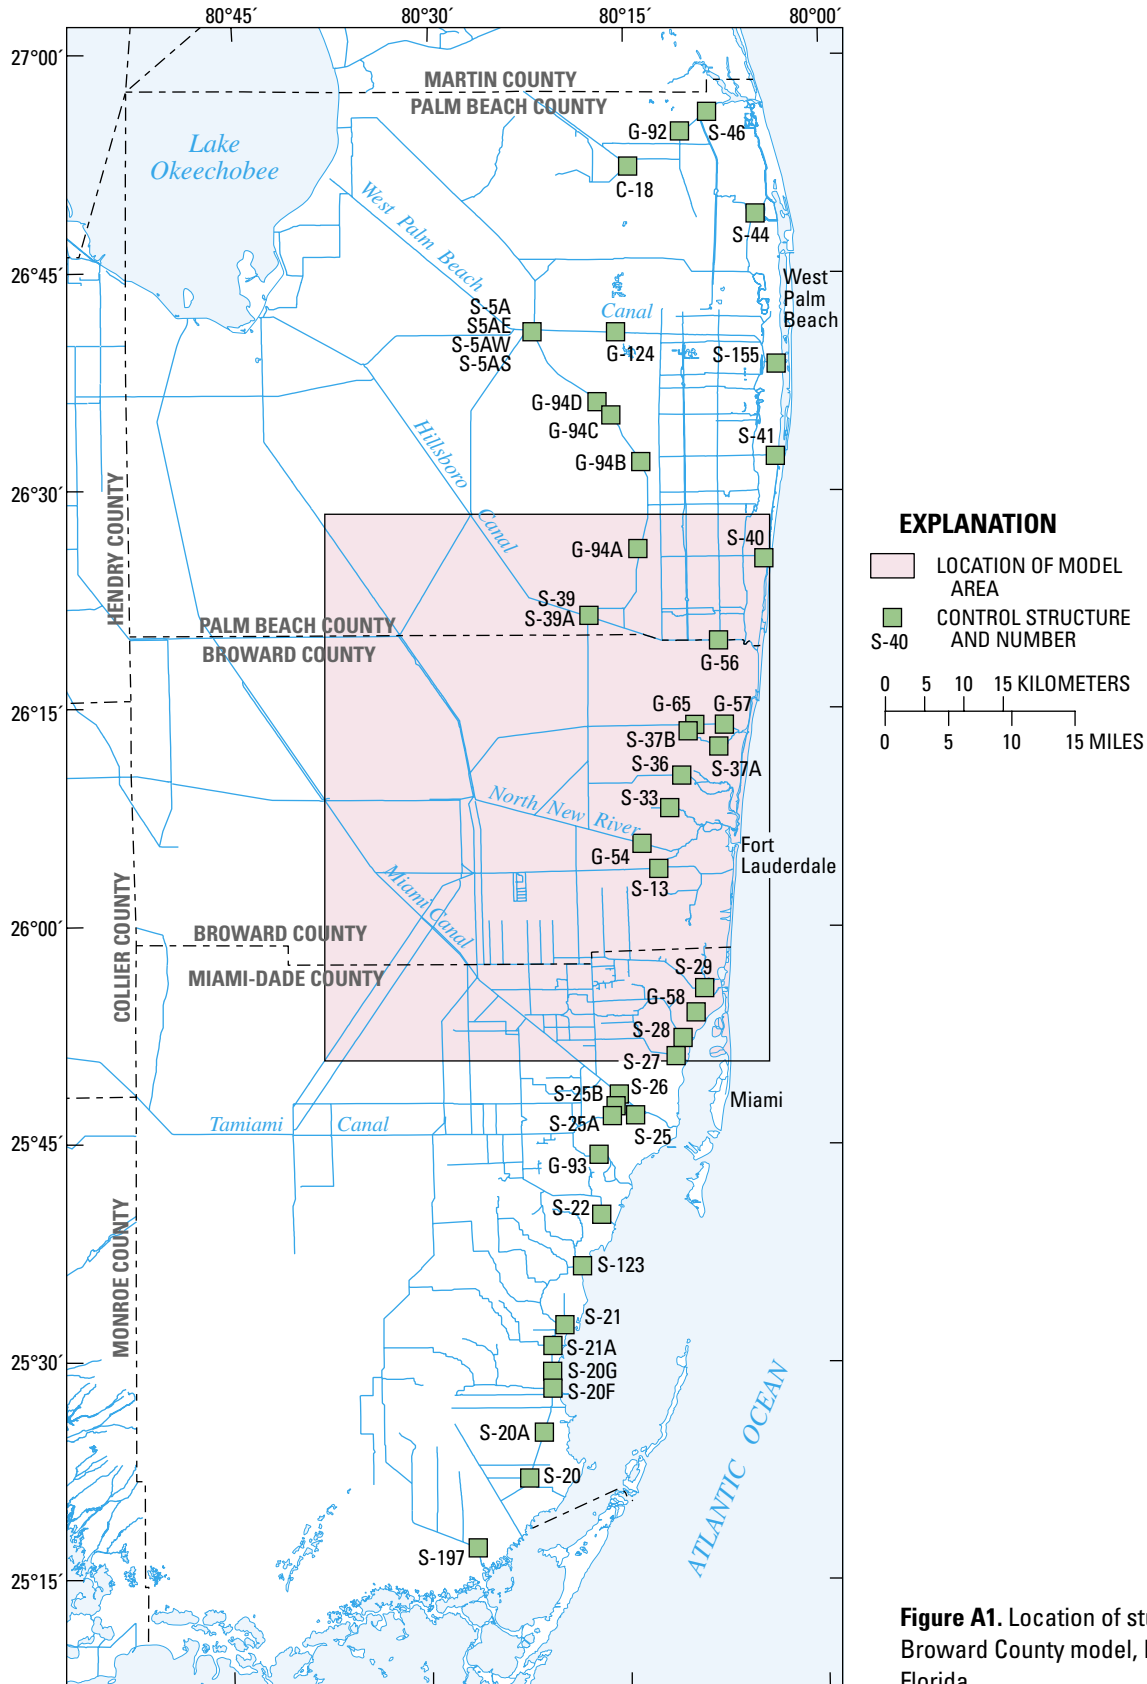 80°45´ 80°30´ 80°15´ 80°00´
27°00´
MARTIN COUNTY
PALM BEACH COUNTY
Lake
Okeechobee
G-92
S-46
C-18
West Palm Beach
S-44
26°45´
West
Palm
Beach
S-5A
S5AE
S-5AW
S-5AS
Canal
G-124
S-155
G-94D
G-94C
S-41
Hillsboro
Canal
G-94B
26°30´
HENDRY COUNTY
S-40
G-94A
S-39
S-39A
PALM BEACH COUNTY
BROWARD COUNTY
G-56
26°15´
G-65
G-57
S-37B
S-37A
S-36
North New River
S-33
G-54
Fort
Lauderdale
S-13
Miami Canal
26°00´
COLLIER COUNTY
BROWARD COUNTY
MIAMI-DADE COUNTY
S-29
G-58
S-28
S-27
S-26
S-25B
Miami
S-25A
S-25
Tamiami Canal
25°45´
G-93
MONROE COUNTY
S-22
S-123
S-21
S-21A
25°30´
S-20G
S-20F
S-20A
S-20
ATLANTIC OCEAN
S-197
25°15´
EXPLANATION
LOCATION OF MODEL
AREA
CONTROL STRUCTURE
S-40 AND NUMBER
0 5 10 15 KILOMETERS
0 5 10 15 MILES
Figure A1. Location of
Broward County model,
Florida